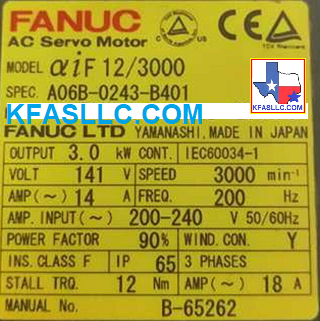 FANUC
AC Servo Motor
MODEL αiF 12/3000
SPEC. A06B-0243-B401
KFASLLC.COM
FANUC LTD YAMANASHI, MADE IN JAPAN
OUTPUT 3.0 kW CONT. IEC60034-1
VOLT 141 V SPEED 3000 min⁻¹
AMP(~) 14 A FREQ. 200 Hz
AMP. INPUT(~) 200-240 V 50/60Hz
POWER FACTOR 90% WIND. CON. Y
INS. CLASS F IP 65 3 PHASES
STALL TRQ. 12 Nm AMP(~) 18 A
MANUAL No. B-65262
KFASLLC.COM